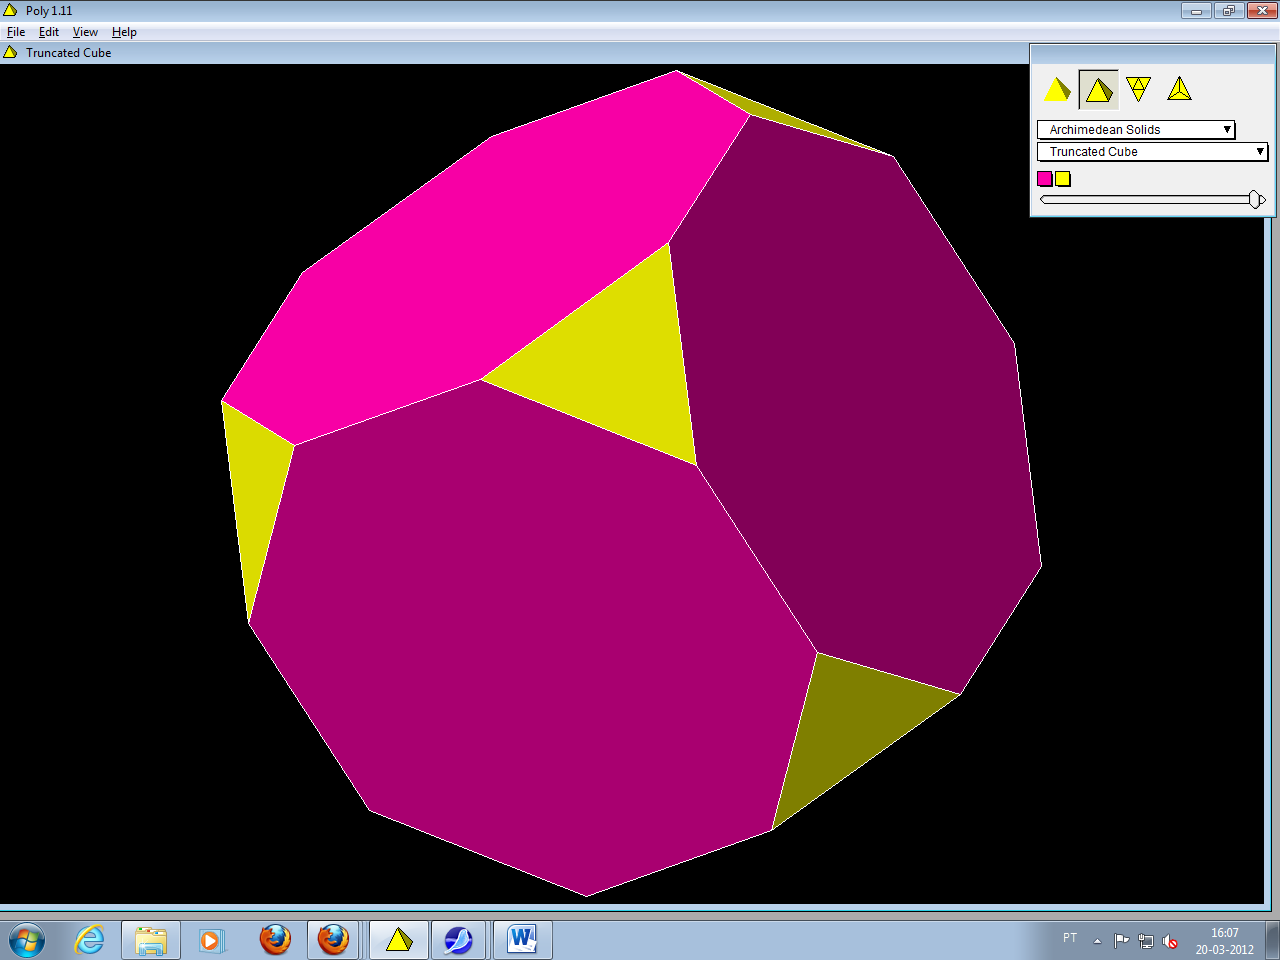 Poly 1.11
File Edit View Help
Truncated Cube
Archimedean Solids
Truncated Cube
PT
16:07
20-03-2012